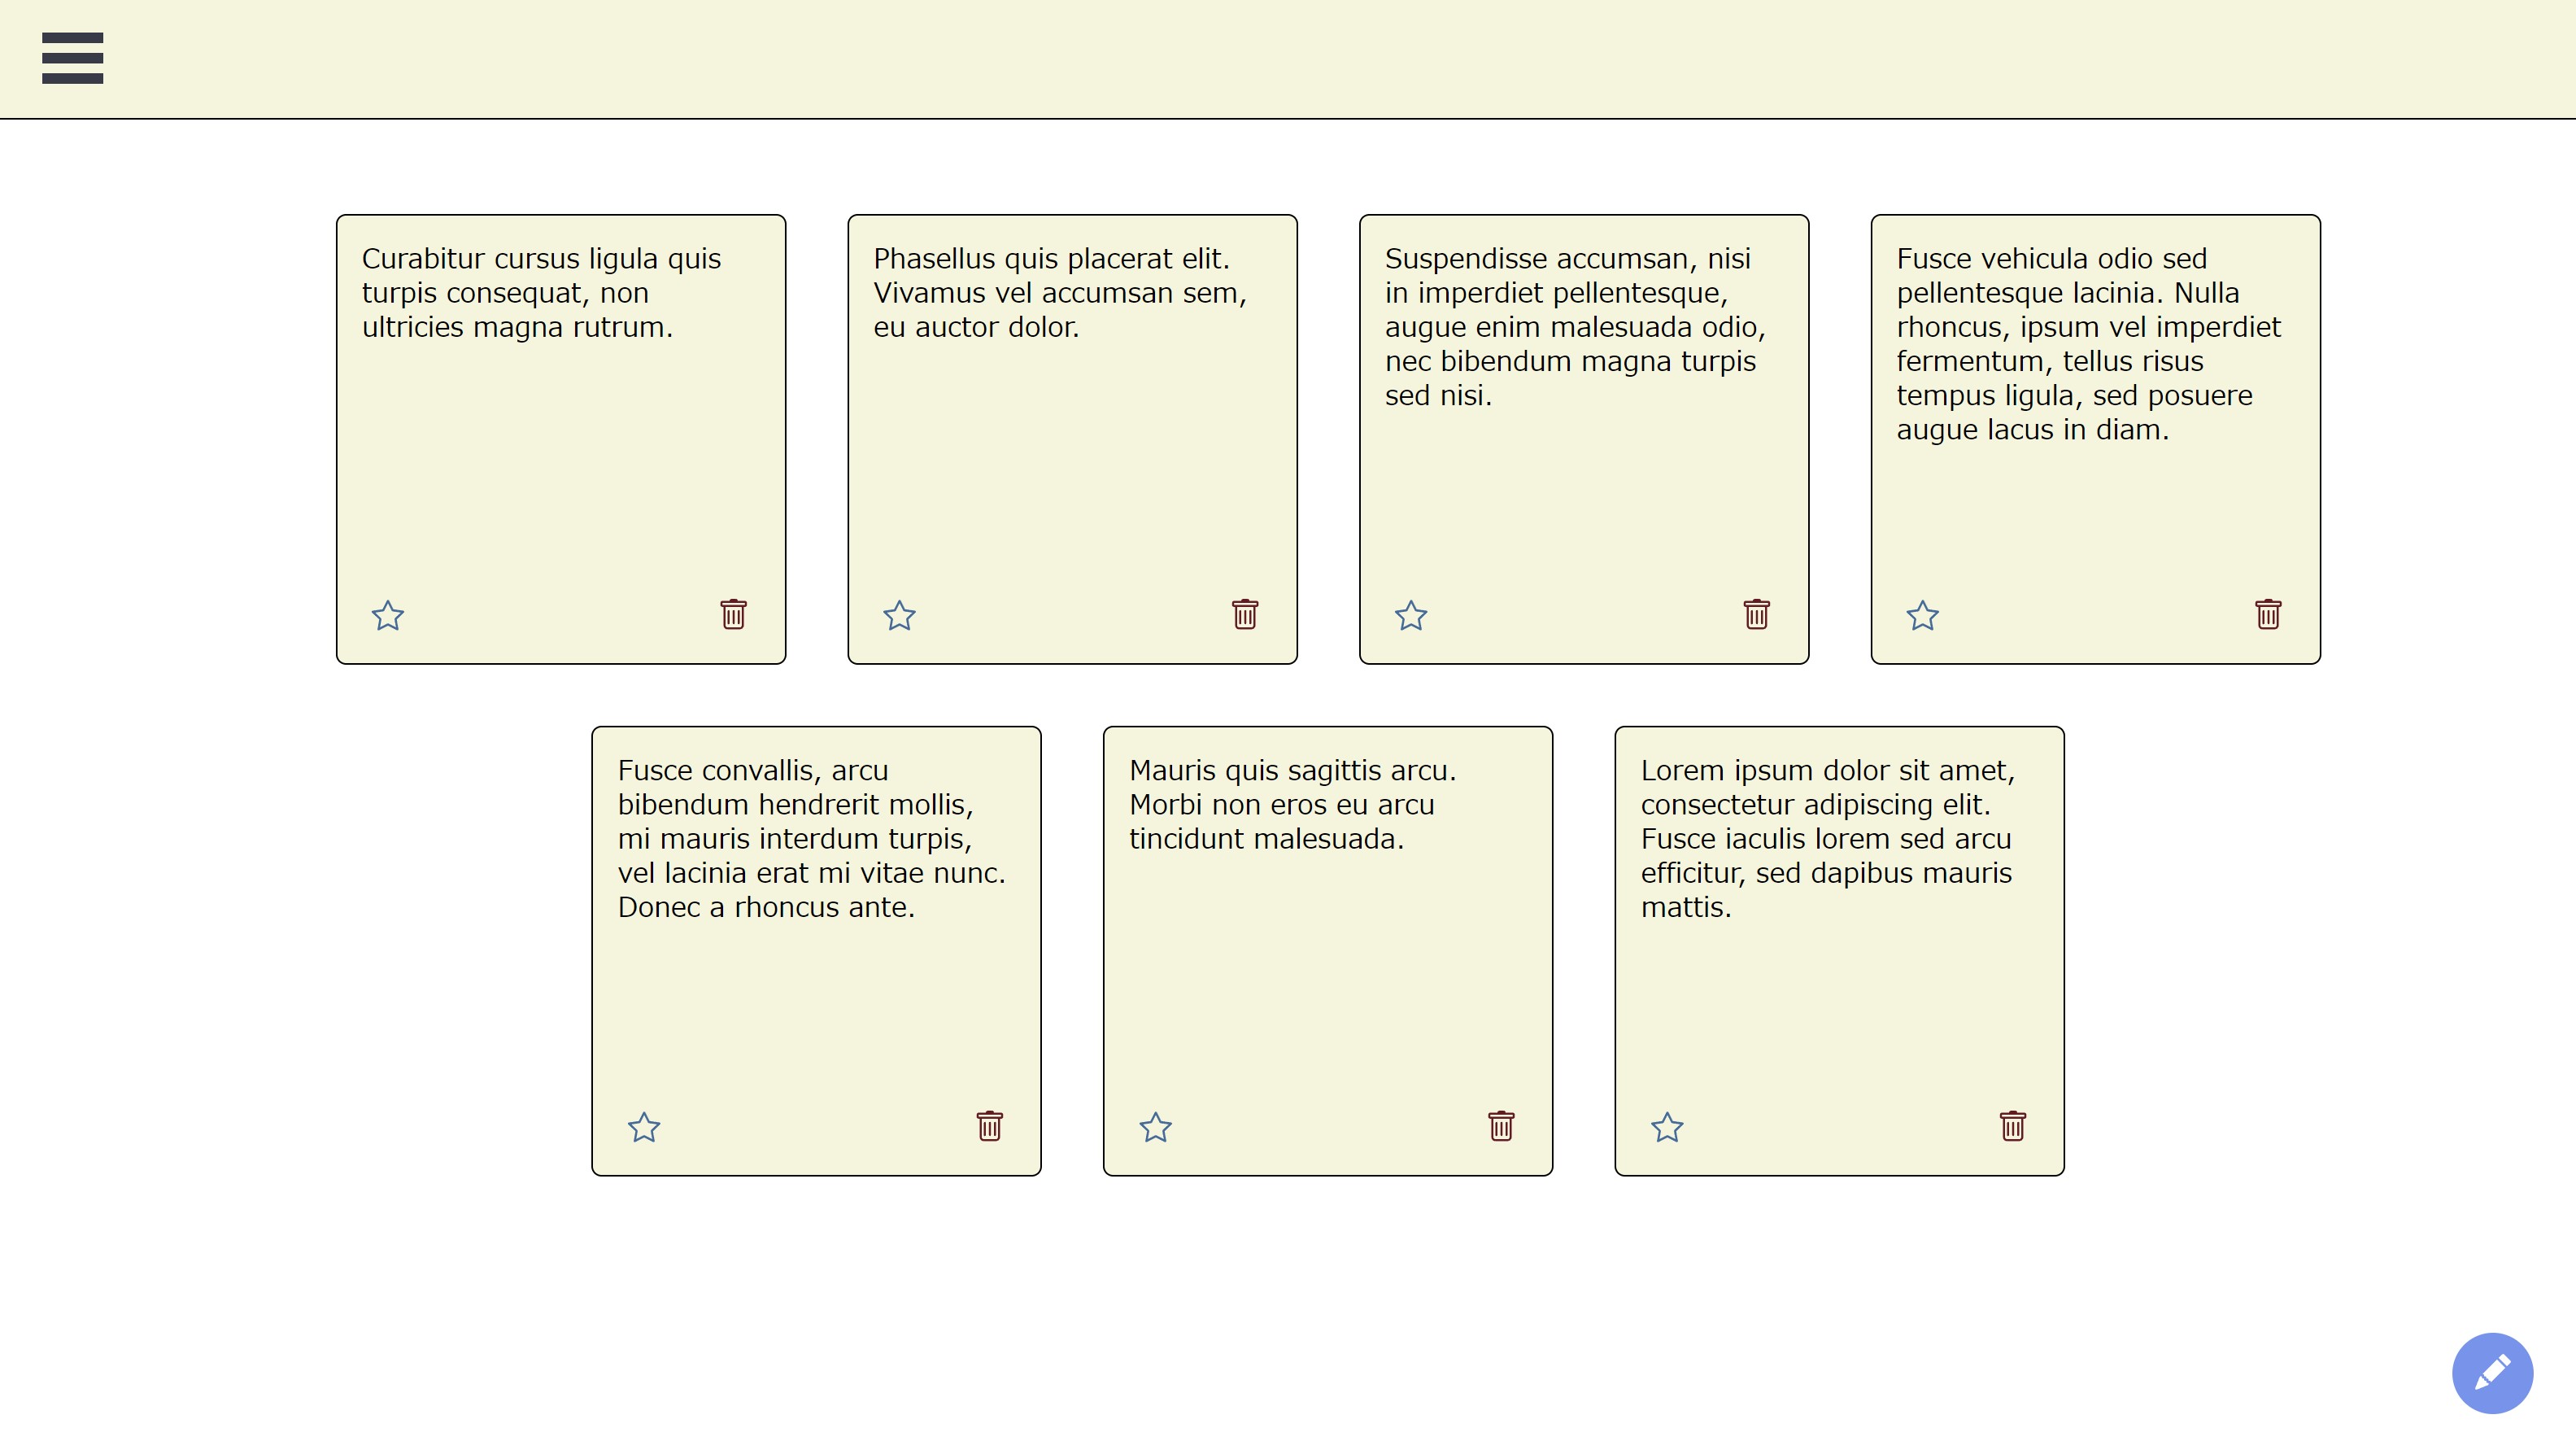 Curabitur cursus ligula quis
turpis consequat, non
ultricies magna rutrum.
Phasellus quis placerat elit.
Vivamus vel accumsan sem,
eu auctor dolor.
Suspendisse accumsan, nisi
in imperdiet pellentesque,
augue enim malesuada odio,
nec bibendum magna turpis
sed nisi.
Fusce vehicula odio sed
pellentesque lacinia. Nulla
rhoncus, ipsum vel imperdiet
fermentum, tellus risus
tempus ligula, sed posuere
augue lacus in diam.
Fusce convallis, arcu
bibendum hendrerit mollis,
mi mauris interdum turpis,
vel lacinia erat mi vitae nunc.
Donec a rhoncus ante.
Mauris quis sagittis arcu.
Morbi non eros eu arcu
tincidunt malesuada.
Lorem ipsum dolor sit amet,
consectetur adipiscing elit.
Fusce iaculis lorem sed arcu
efficitur, sed dapibus mauris
mattis.